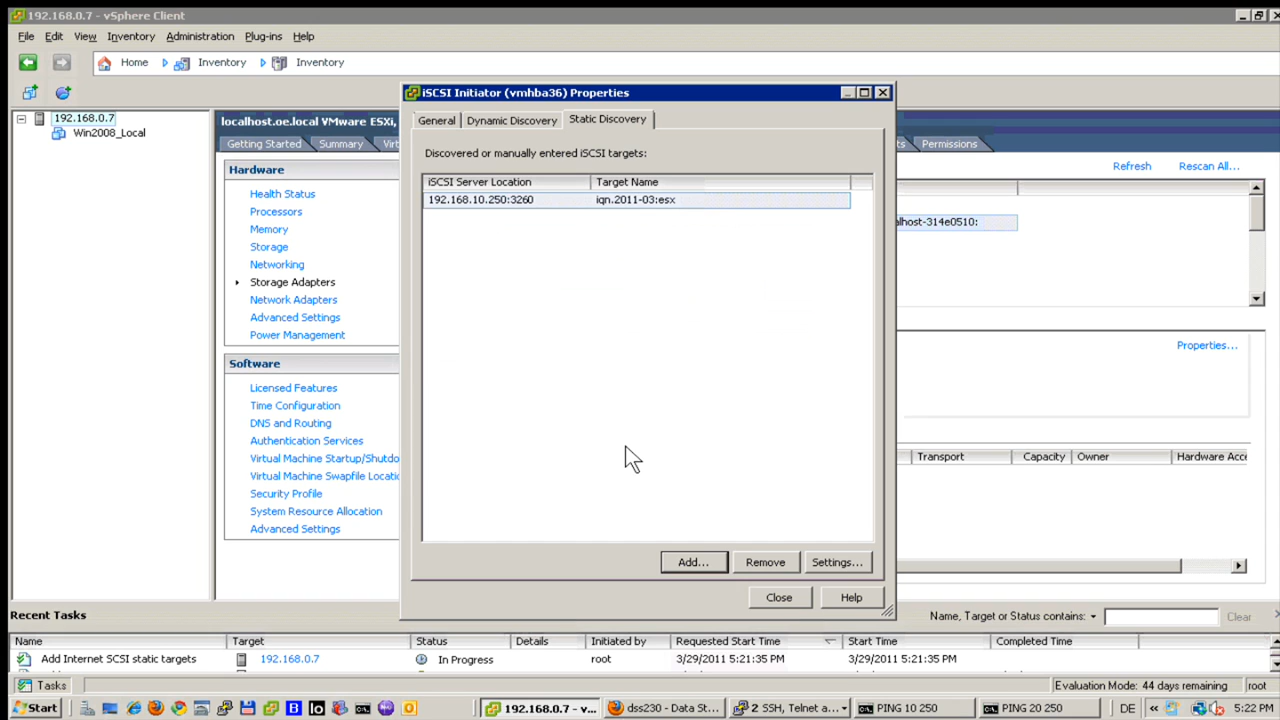 192.168.0.7 - vSphere Client
File Edit View Inventory Administration Plug-ins Help
Home Inventory Inventory
192.168.0.7
Win2008_Local
localhost.oe.local VMware ESXi,
Getting Started Summary Permissions
Hardware
Health Status
Processors
Memory
Storage
Networking
Storage Adapters
Network Adapters
Advanced Settings
Power Management
Software
Licensed Features
Time Configuration
DNS and Routing
Authentication Services
Virtual Machine Startup/Shutdo
Virtual Machine Swapfile Locatio
Security Profile
System Resource Allocation
Advanced Settings
iSCSI Initiator (vmhba36) Properties
General Dynamic Discovery Static Discovery
Discovered or manually entered iSCSI targets:
iSCSI Server Location Target Name
192.168.10.250:3260 iqn.2011-03:esx
Add... Remove Settings...
Close Help
Refresh Rescan All...
alhost-314e0510:
Properties...
Transport Capacity Owner Hardware Acce
Recent Tasks
Name, Target or Status contains: Clear
Name Target Status Details Initiated by Requested Start Time Start Time Completed Time
Add Internet SCSI static targets 192.168.0.7 In Progress root 3/29/2011 5:21:35 PM 3/29/2011 5:21:35 PM
Tasks Evaluation Mode: 44 days remaining root
Start 192.168.0.7 - v... dss230 - Data St... 2 SSH, Telnet a... PING 10 250 PING 20 250 DE 5:22 PM